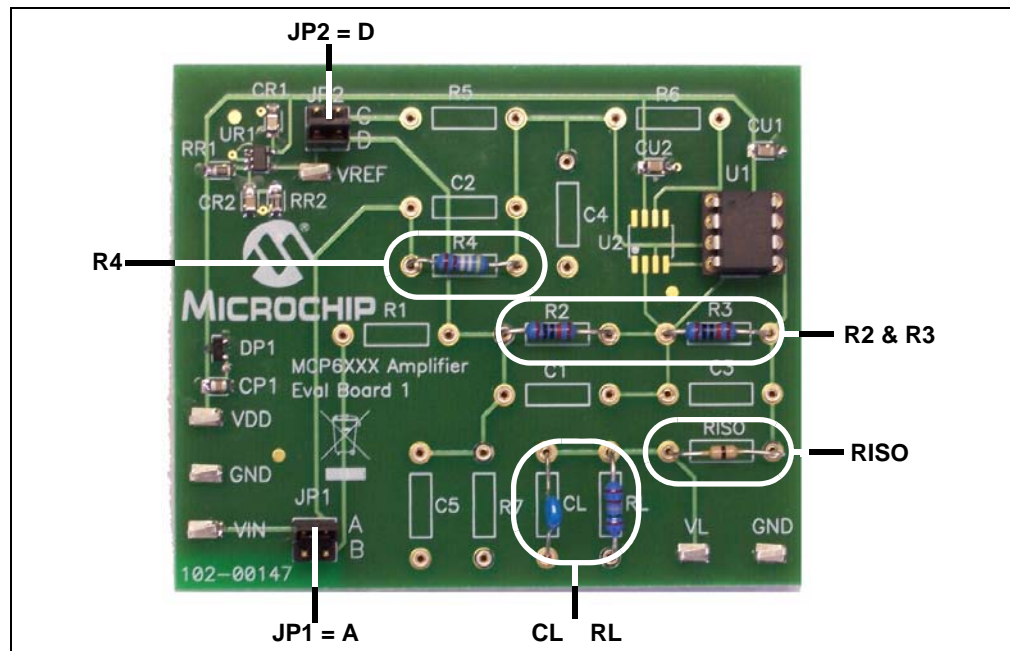 JP2 = D
CR1
JP2
C
D
R5
R6
UR1
CU1
RR1
VREF
CU2
U1
CR2
RR2
C2
C4
U2
R4
R4
MICROCHIP
®
R1
R2
R3
R2 & R3
DP1
MCP6XXX Amplifier
Eval Board 1
CP1
C1
C3
VDD
RISO
RISO
GND
JP1
C5
R7
CL
RL
VIN
A
B
VL
GND
102-00147
JP1 = A
CL RL